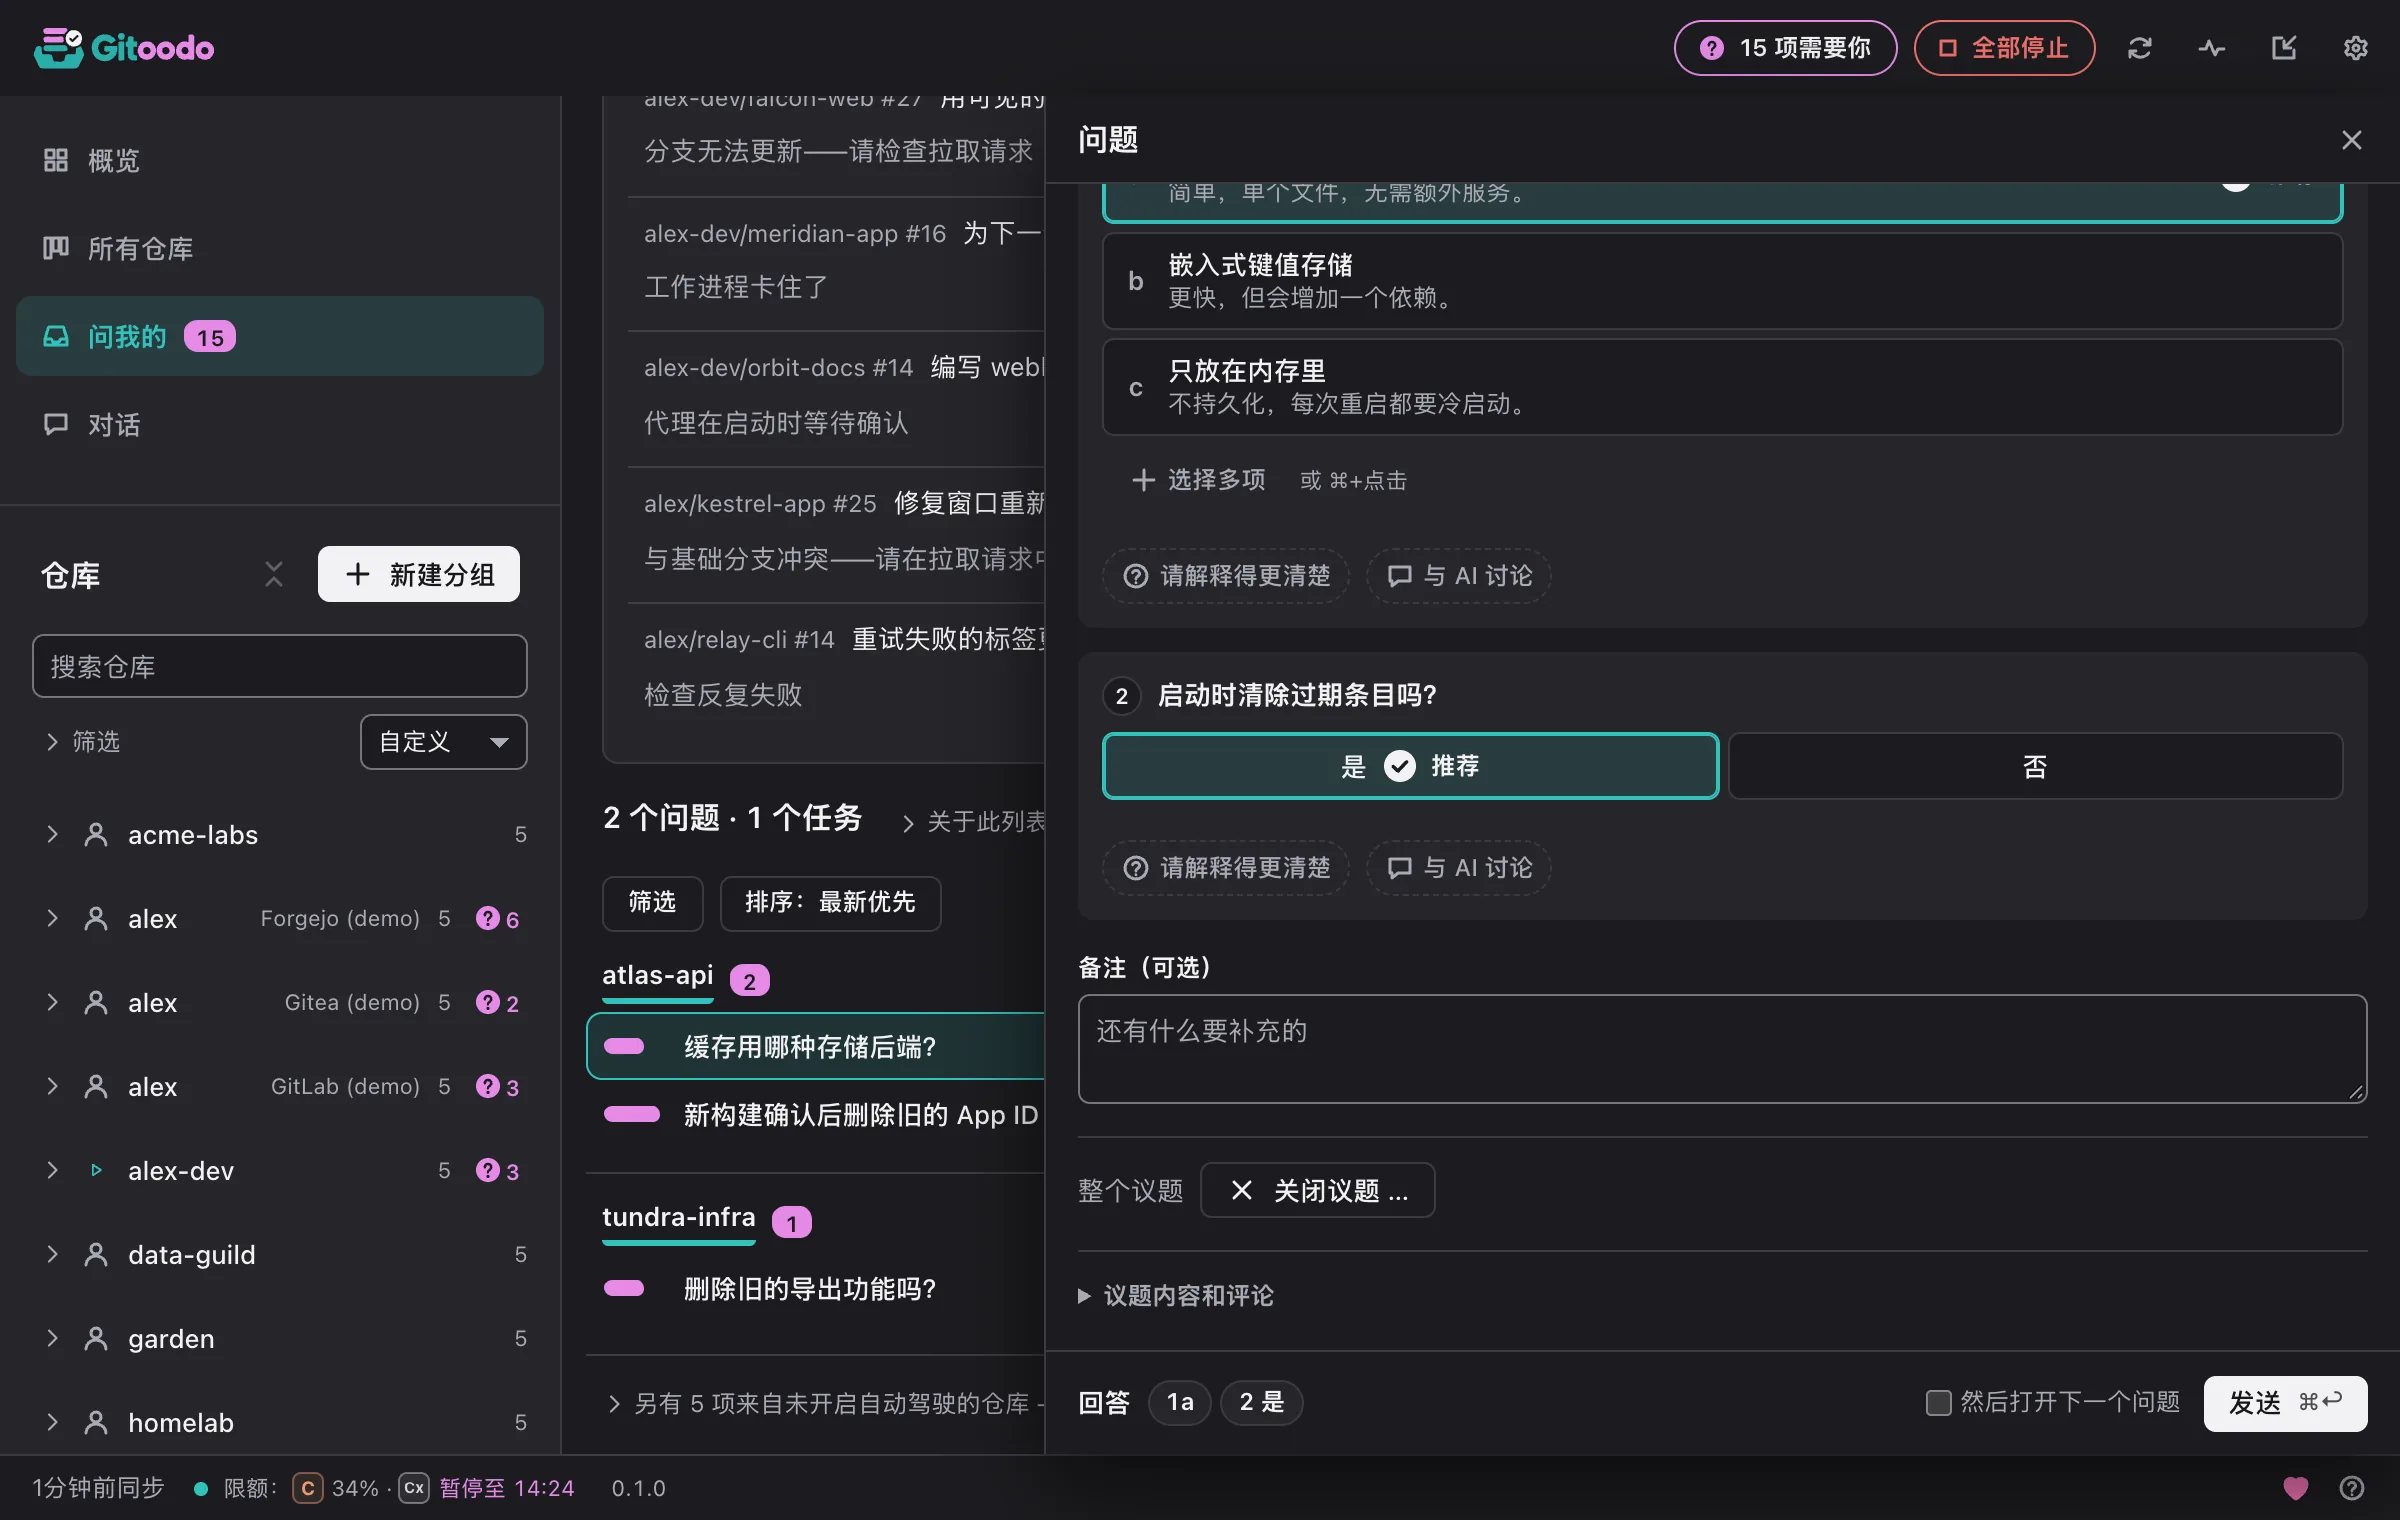 Gitoodo
15 项需要你
全部停止
概览
所有仓库
问我的 15
对话
仓库
新建分组
搜索仓库
筛选
自定义
acme-labs 5
alex Forgejo (demo) 5 ? 6
alex Gitea (demo) 5 ? 2
alex GitLab (demo) 5 ? 3
alex-dev 5 ? 3
data-guild 5
garden 5
homelab 5
alex-dev/falcon-web #27 用可见的
分支无法更新——请检查拉取请求
alex-dev/meridian-app #16 为下一
工作进程卡住了
alex-dev/orbit-docs #14 编写 web
代理在启动时等待确认
alex/kestrel-app #25 修复窗口重新
与基础分支冲突——请在拉取请求中
alex/relay-cli #14 重试失败的标签
检查反复失败
2 个问题 · 1 个任务 关于此列表
筛选
排序：最新优先
atlas-api 2
缓存用哪种存储后端？
新构建确认后删除旧的 App ID
tundra-infra 1
删除旧的导出功能吗？
另有 5 项来自未开启自动驾驶的仓库
问题
简单，单个文件，无需额外服务。
b 嵌入式键值存储
更快，但会增加一个依赖。
c 只放在内存里
不持久化，每次重启都要冷启动。
选择多项 或 ⌘+点击
请解释得更清楚
与 AI 讨论
2 启动时清除过期条目吗？
是 推荐
否
请解释得更清楚
与 AI 讨论
备注（可选）
还有什么要补充的
整个议题
关闭议题 ...
议题内容和评论
回答 1a 2 是
然后打开下一个问题
发送 ⌘↩
1分钟前同步 限额： C 34% · Cx 暂停至 14:24 0.1.0